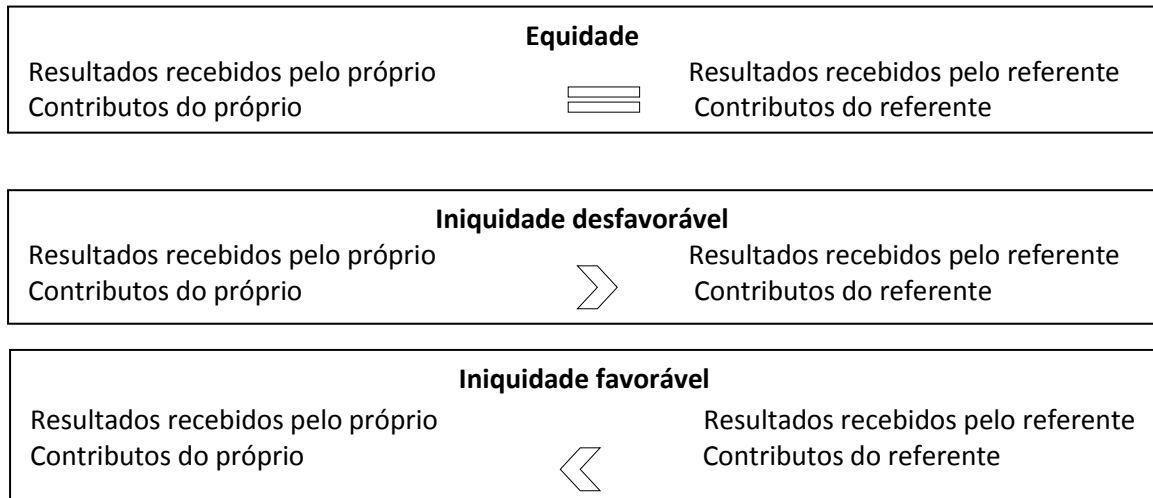 Equidade
Resultados recebidos pelo próprio Resultados recebidos pelo referente
Contributos do próprio Contributos do referente
Iniquidade desfavorável
Resultados recebidos pelo próprio Resultados recebidos pelo referente
Contributos do próprio Contributos do referente
Iniquidade favorável
Resultados recebidos pelo próprio Resultados recebidos pelo referente
Contributos do próprio Contributos do referente